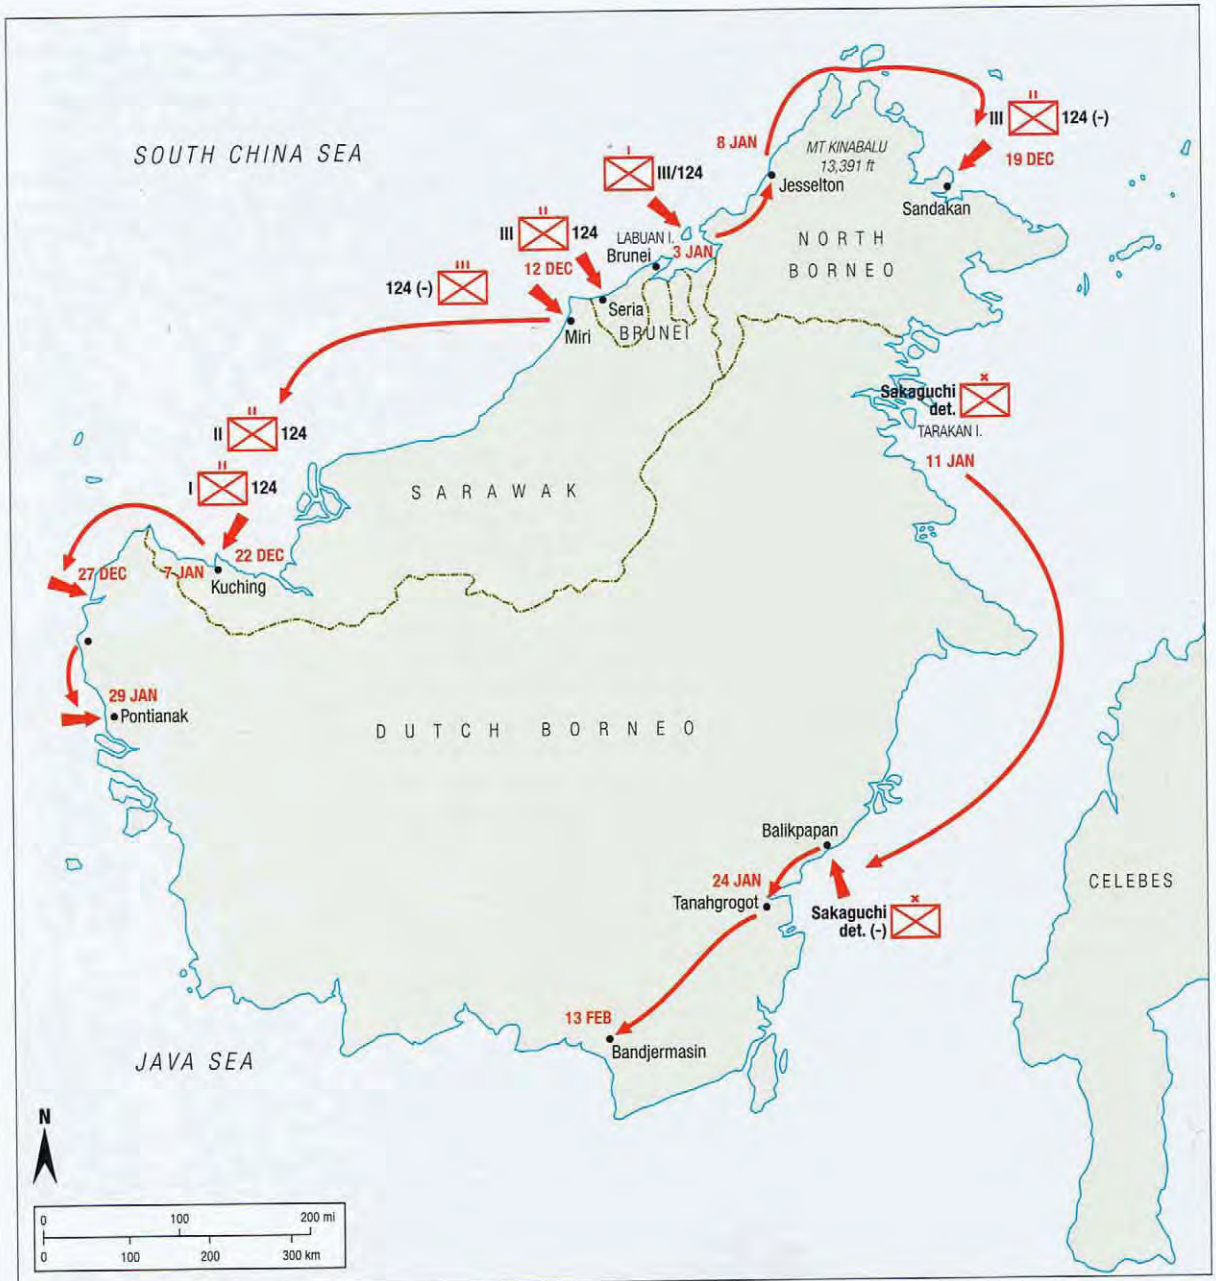 SOUTH CHINA SEA
8 JAN
MT KINABALU
13,391 ft
III 124 (-)
19 DEC
III/124
Jesselton
Sandakan
III 124
LABUAN I.
Brunei
3 JAN
NORTH
BORNEO
12 DEC
124 (-)
III
Seria
Miri
BRUNEI
Sakaguchi
det.
TARAKAN I.
11 JAN
II 124
I 124
SARAWAK
22 DEC
27 DEC
7 JAN
Kuching
29 JAN
Pontianak
DUTCH BORNEO
Balikpapan
24 JAN
Tanahgrogot
Sakaguchi
det. (-)
CELEBES
13 FEB
Bandjermasin
JAVA SEA
N
0 100 200 mi
0 100 200 300 km